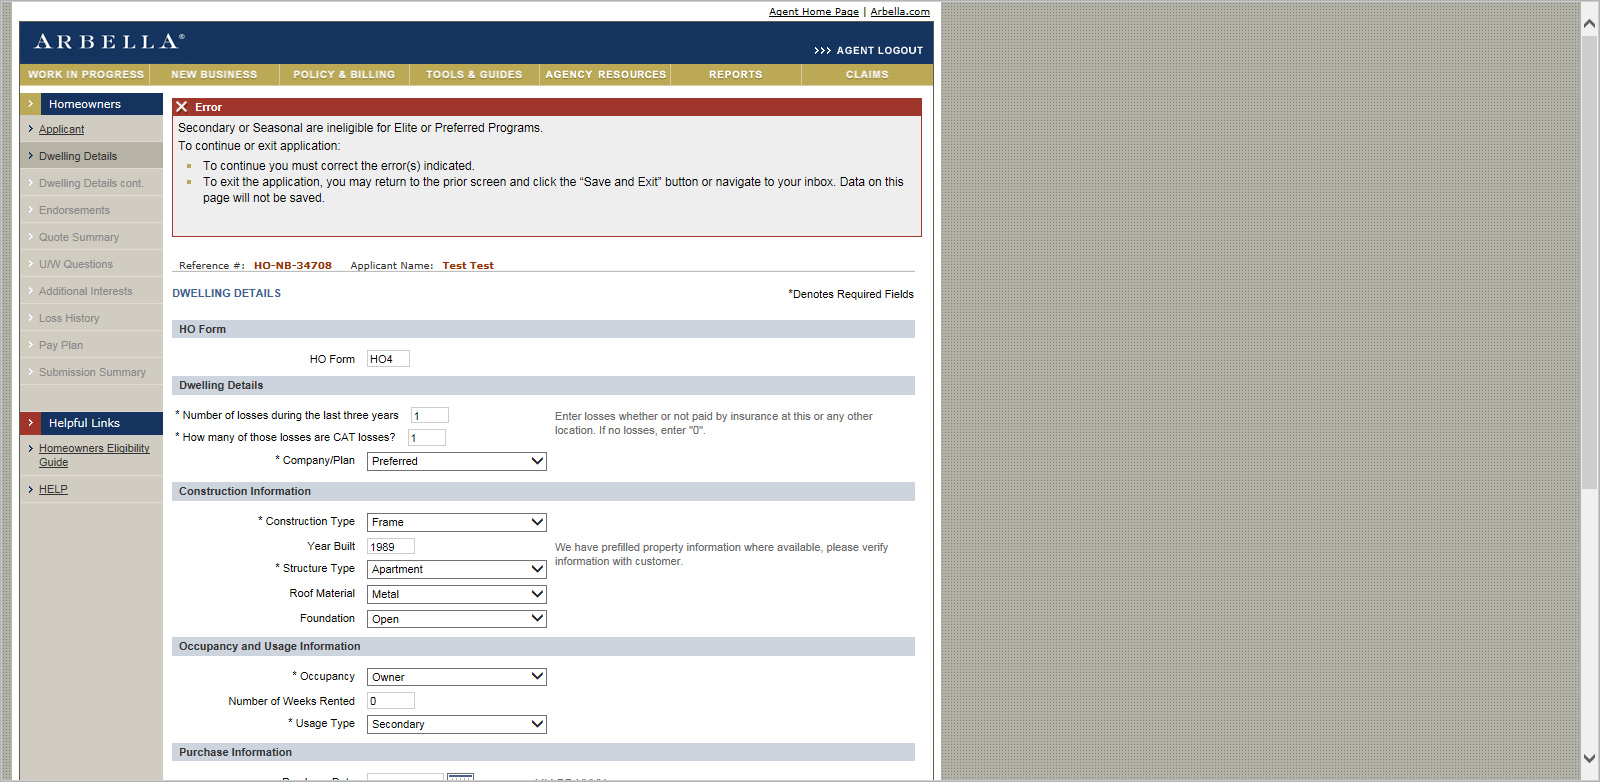 Agent Home Page | Arbella.com
ARBELLA®
>>> AGENT LOGOUT
WORK IN PROGRESS NEW BUSINESS POLICY & BILLING TOOLS & GUIDES AGENCY RESOURCES REPORTS CLAIMS
Homeowners
Applicant
Dwelling Details
Dwelling Details cont.
Endorsements
Quote Summary
U/W Questions
Additional Interests
Loss History
Pay Plan
Submission Summary
Helpful Links
Homeowners Eligibility
Guide
HELP
Error
Secondary or Seasonal are ineligible for Elite or Preferred Programs.
To continue or exit application:
To continue you must correct the error(s) indicated.
To exit the application, you may return to the prior screen and click the “Save and Exit” button or navigate to your inbox. Data on this
page will not be saved.
Reference #: HO-NB-34708 Applicant Name: Test Test
DWELLING DETAILS
*Denotes Required Fields
HO Form
HO Form HO4
Dwelling Details
* Number of losses during the last three years 1
Enter losses whether or not paid by insurance at this or any other
location. If no losses, enter "0".
* How many of those losses are CAT losses? 1
* Company/Plan Preferred
Construction Information
* Construction Type Frame
Year Built 1989
We have prefilled property information where available, please verify
information with customer.
* Structure Type Apartment
Roof Material Metal
Foundation Open
Occupancy and Usage Information
* Occupancy Owner
Number of Weeks Rented 0
* Usage Type Secondary
Purchase Information